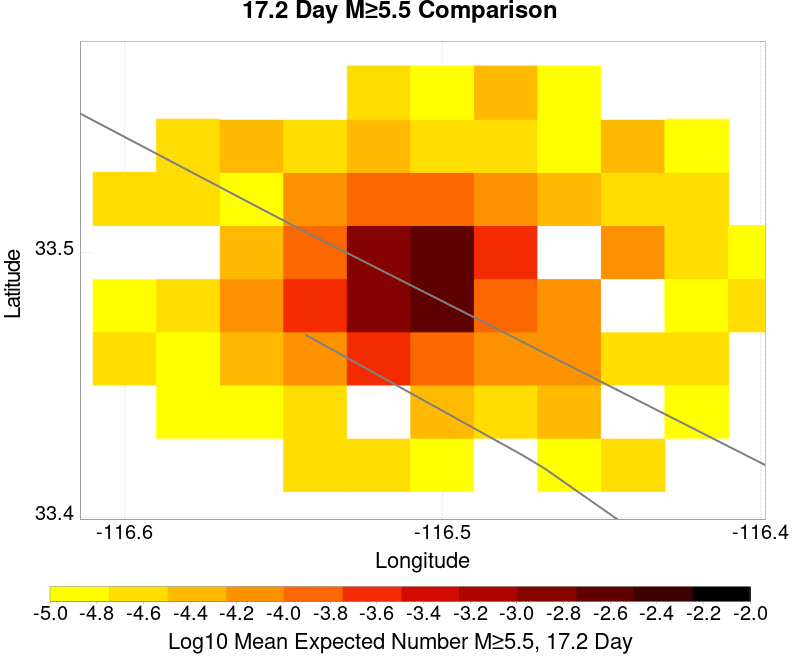 17.2 Day M≥5.5 Comparison
Latitude
33.5
33.4
-116.6 -116.5 -116.4
Longitude
-5.0 -4.8 -4.6 -4.4 -4.2 -4.0 -3.8 -3.6 -3.4 -3.2 -3.0 -2.8 -2.6 -2.4 -2.2 -2.0
Log10 Mean Expected Number M≥5.5, 17.2 Day